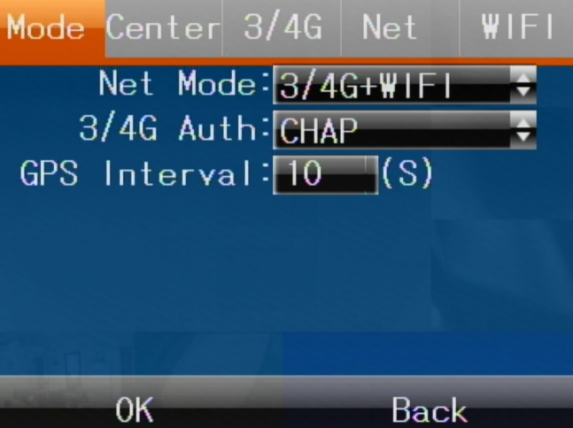 Mode Center 3/4G Net WIFI
Net Mode: 3/4G+WIFI
3/4G Auth: CHAP
GPS Interval: 10 (S)
OK Back